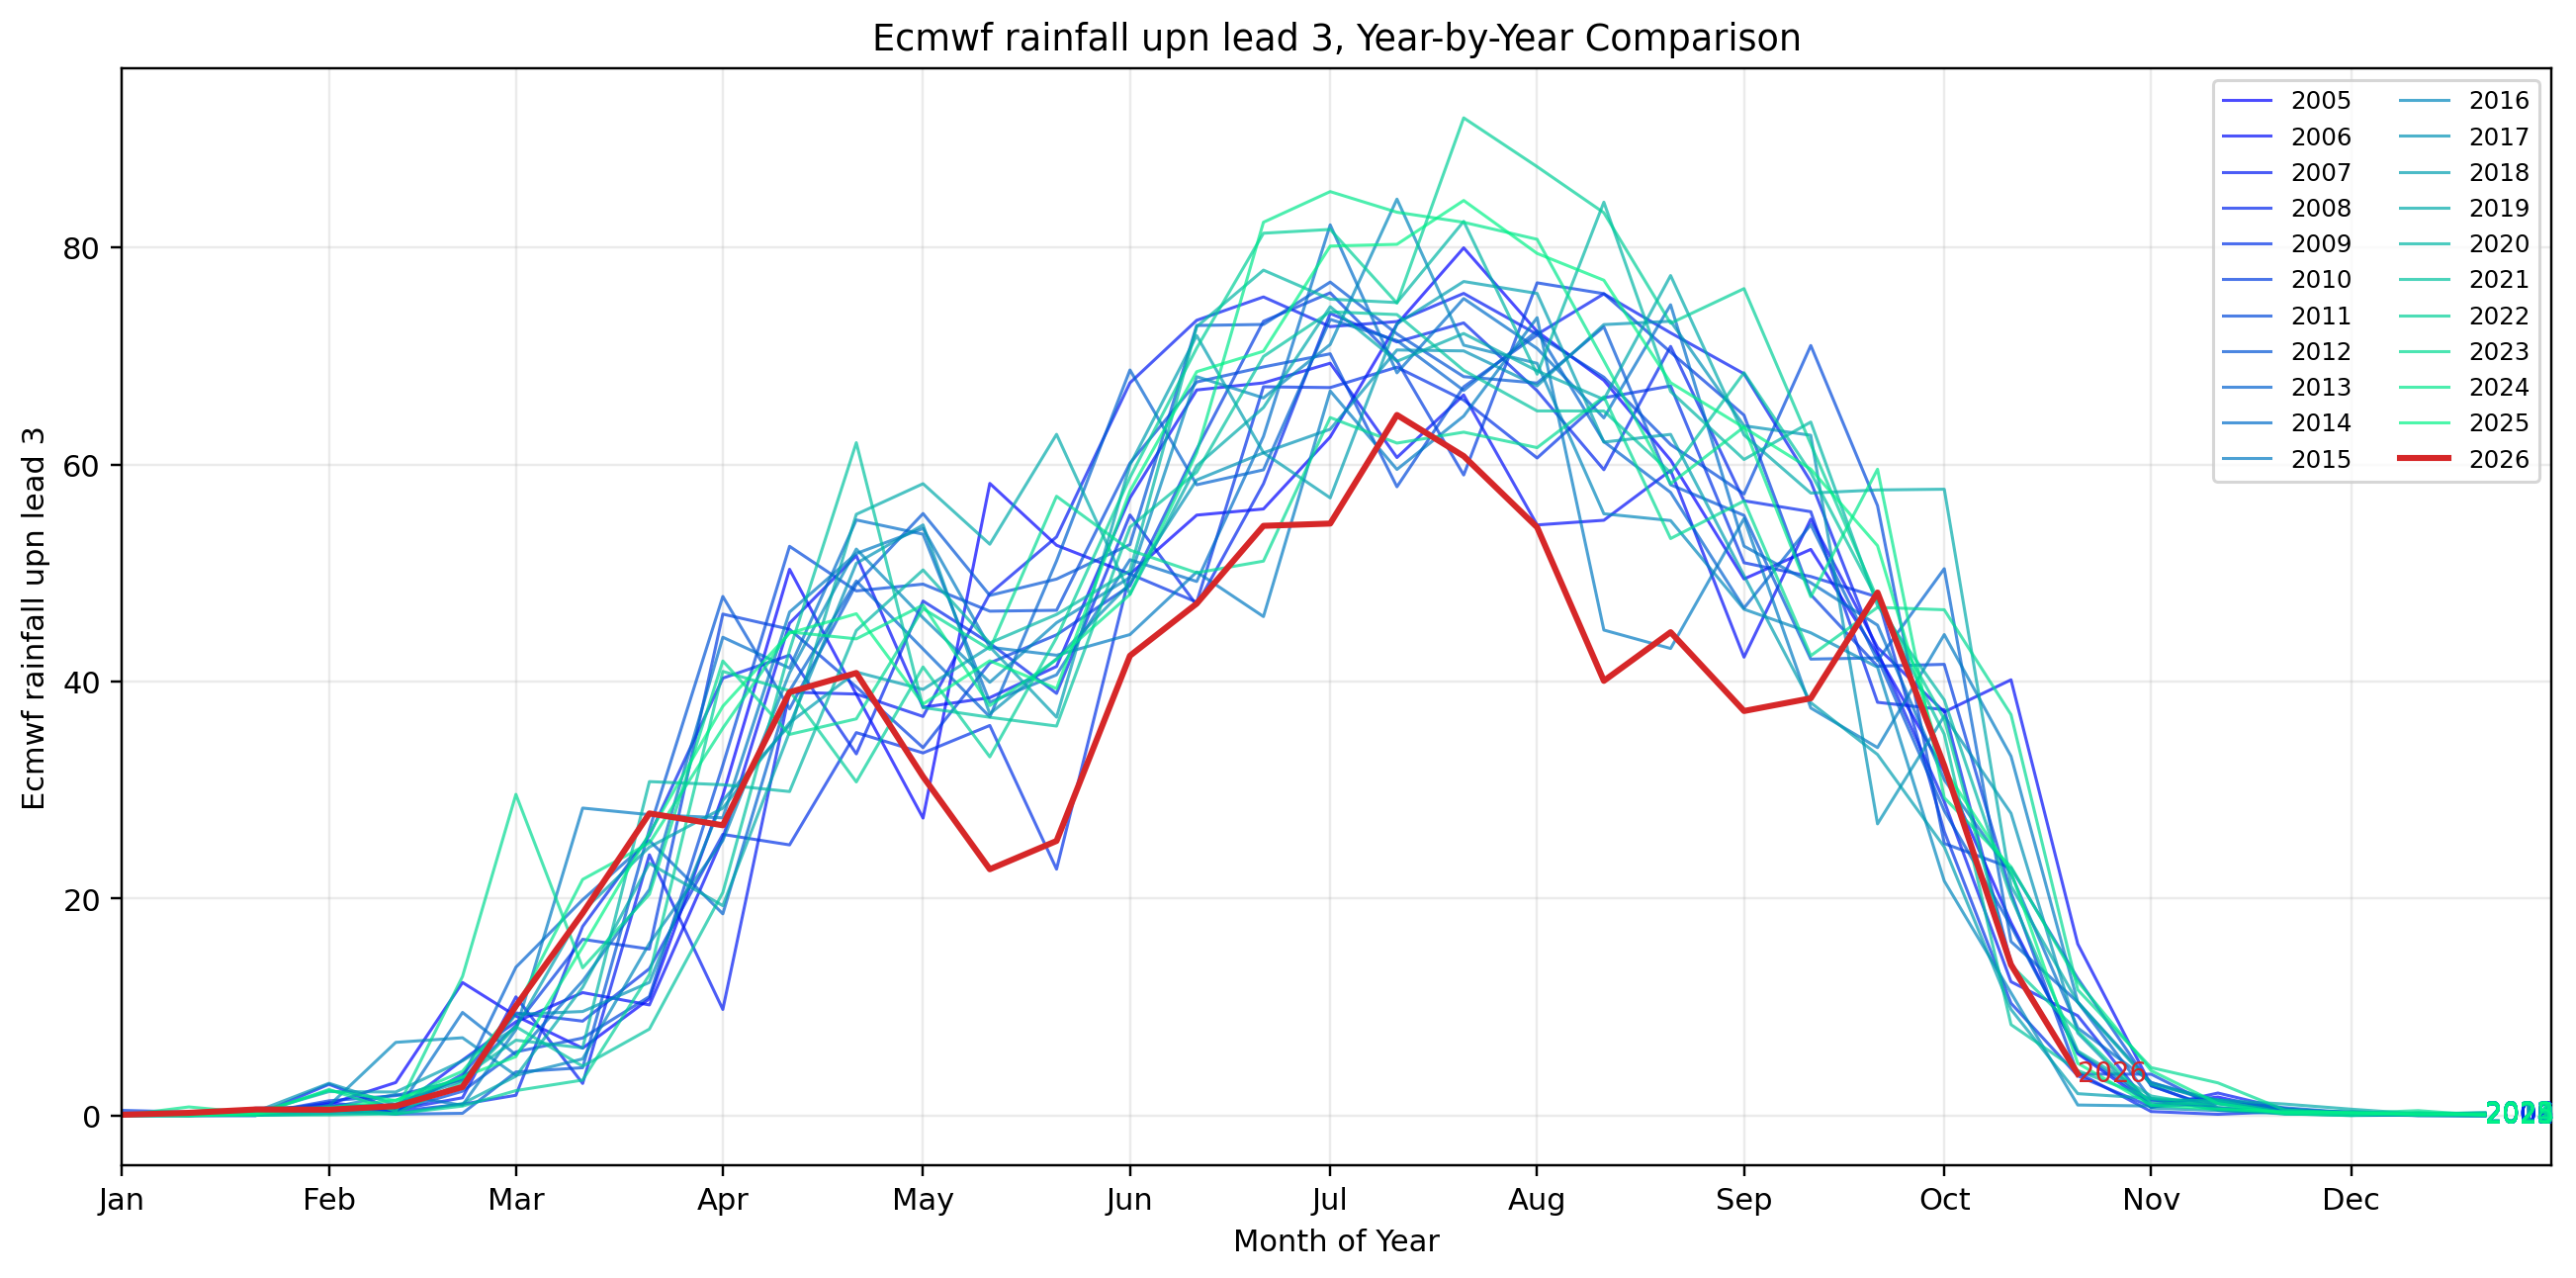 Ecmwf rainfall upn lead 3, Year-by-Year Comparison
Ecmwf rainfall upn lead 3
80
60
40
20
0
2005
2006
2007
2008
2009
2010
2011
2012
2013
2014
2015
2016
2017
2018
2019
2020
2021
2022
2023
2024
2025
2026
2026
Jan
Feb
Mar
Apr
May
Jun
Jul
Aug
Sep
Oct
Nov
Dec
Month of Year